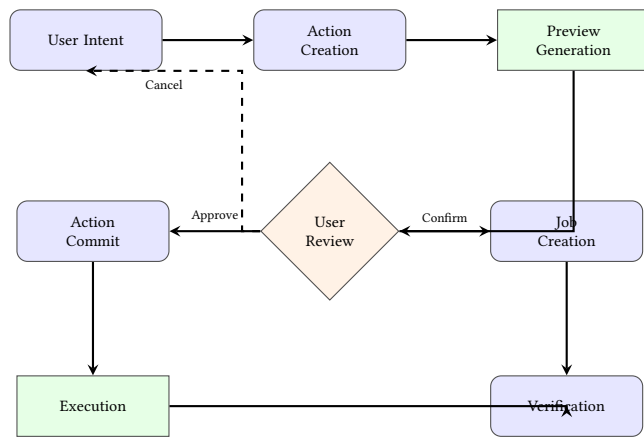 User Intent
Action
Creation
Preview
Generation
Cancel
Action
Commit
Approve
User
Review
Confirm
Job
Creation
Execution
Verification